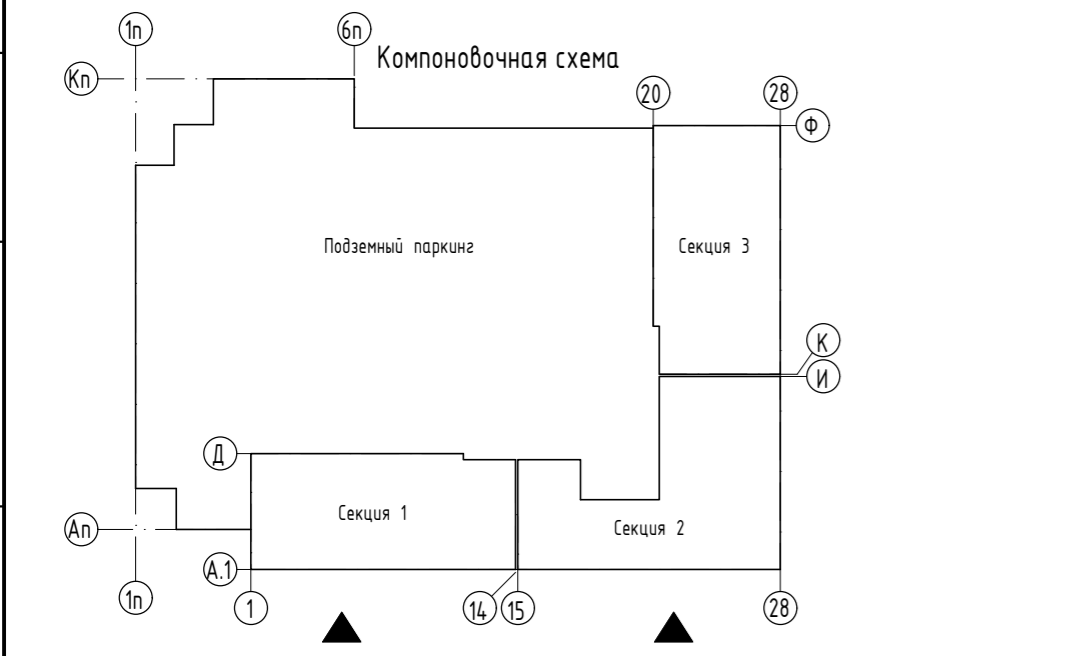 1п
6п
Компоновочная схема
Кп
20
28
Ф
Подземный паркинг
Секция 3
К
И
Д
Секция 1
Секция 2
Ап
А.1
1п
1
14
15
28